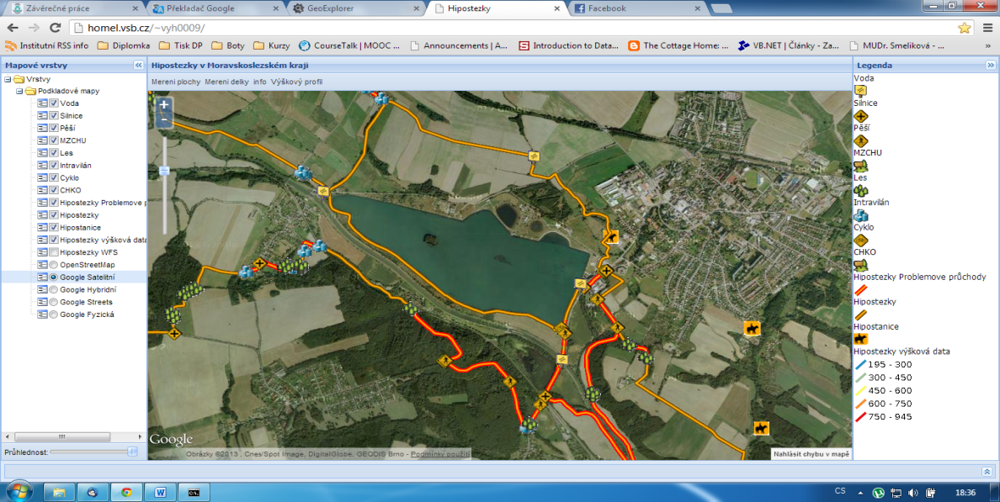 Závěrečné práce
Překladač Google
GeoExplorer
Hipostezky
Facebook
homel.vsb.cz/~vyh0009/
Institutní RSS info
Diplomka
Tisk DP
Boty
Kurzy
CourseTalk | MOOC ...
Announcements | A...
Introduction to Data...
The Cottage Home: ...
VB.NET | Články - Za...
MUDr. Smeliková - ...
»
Mapové vrstvy
Hipostezky v Moravskoslezském kraji
Legenda
Mereni plochy Mereni delky info Výškový profil
Vrstvy
Podkladové mapy
Voda
Silnice
Pěší
MZCHU
Les
Intravilán
Cyklo
CHKO
Hipostezky Problemove p
Hipostezky
Hipostanice
Hipostezky výšková data
Hipostezky WFS
OpenStreetMap
Google Satelitní
Google Hybridní
Google Streets
Google Fyzická
Průhlednost:
+
-
Google
Obrázky ©2013 , Cnes/Spot Image, DigitalGlobe, GEODIS Brno - Podmínky použití
Nahlásit chybu v mapě
Voda
Silnice
Pěší
MZCHU
Les
Intravilán
Cyklo
CHKO
Hipostezky Problemove průchody
Hipostezky
Hipostanice
Hipostezky výšková data
195 - 300
300 - 450
450 - 600
600 - 750
750 - 945
CS
18:36